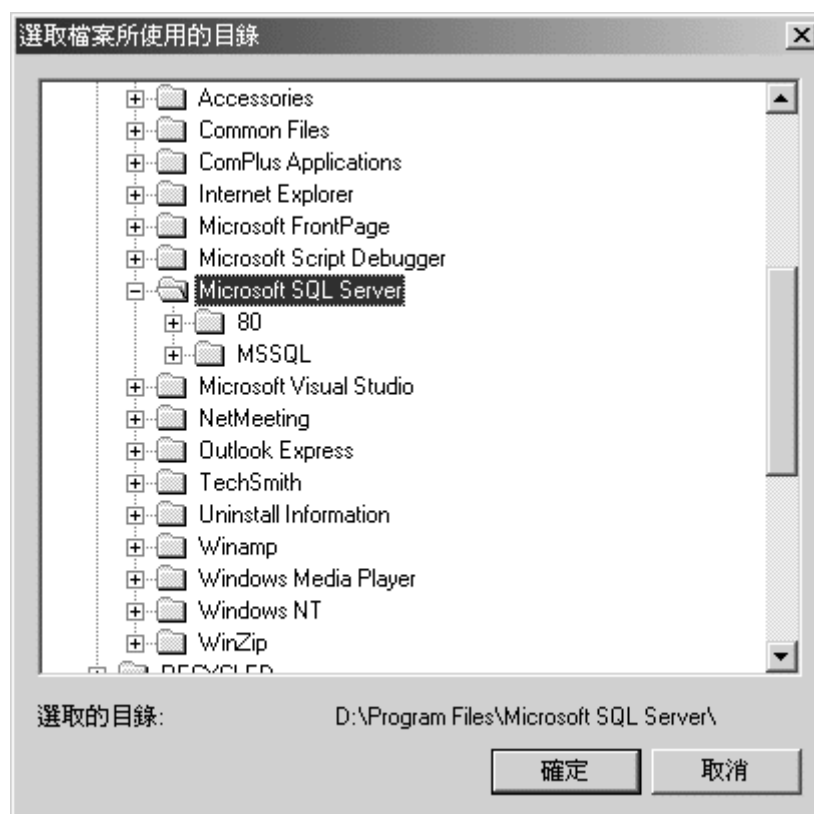 選取檔案所使用的目錄
Accessories
Common Files
ComPlus Applications
Internet Explorer
Microsoft FrontPage
Microsoft Script Debugger
Microsoft SQL Server
80
MSSQL
Microsoft Visual Studio
NetMeeting
Outlook Express
TechSmith
Uninstall Information
Winamp
Windows Media Player
Windows NT
WinZip
RECYCLED
選取的目錄: D:\Program Files\Microsoft SQL Server\
確定 取消